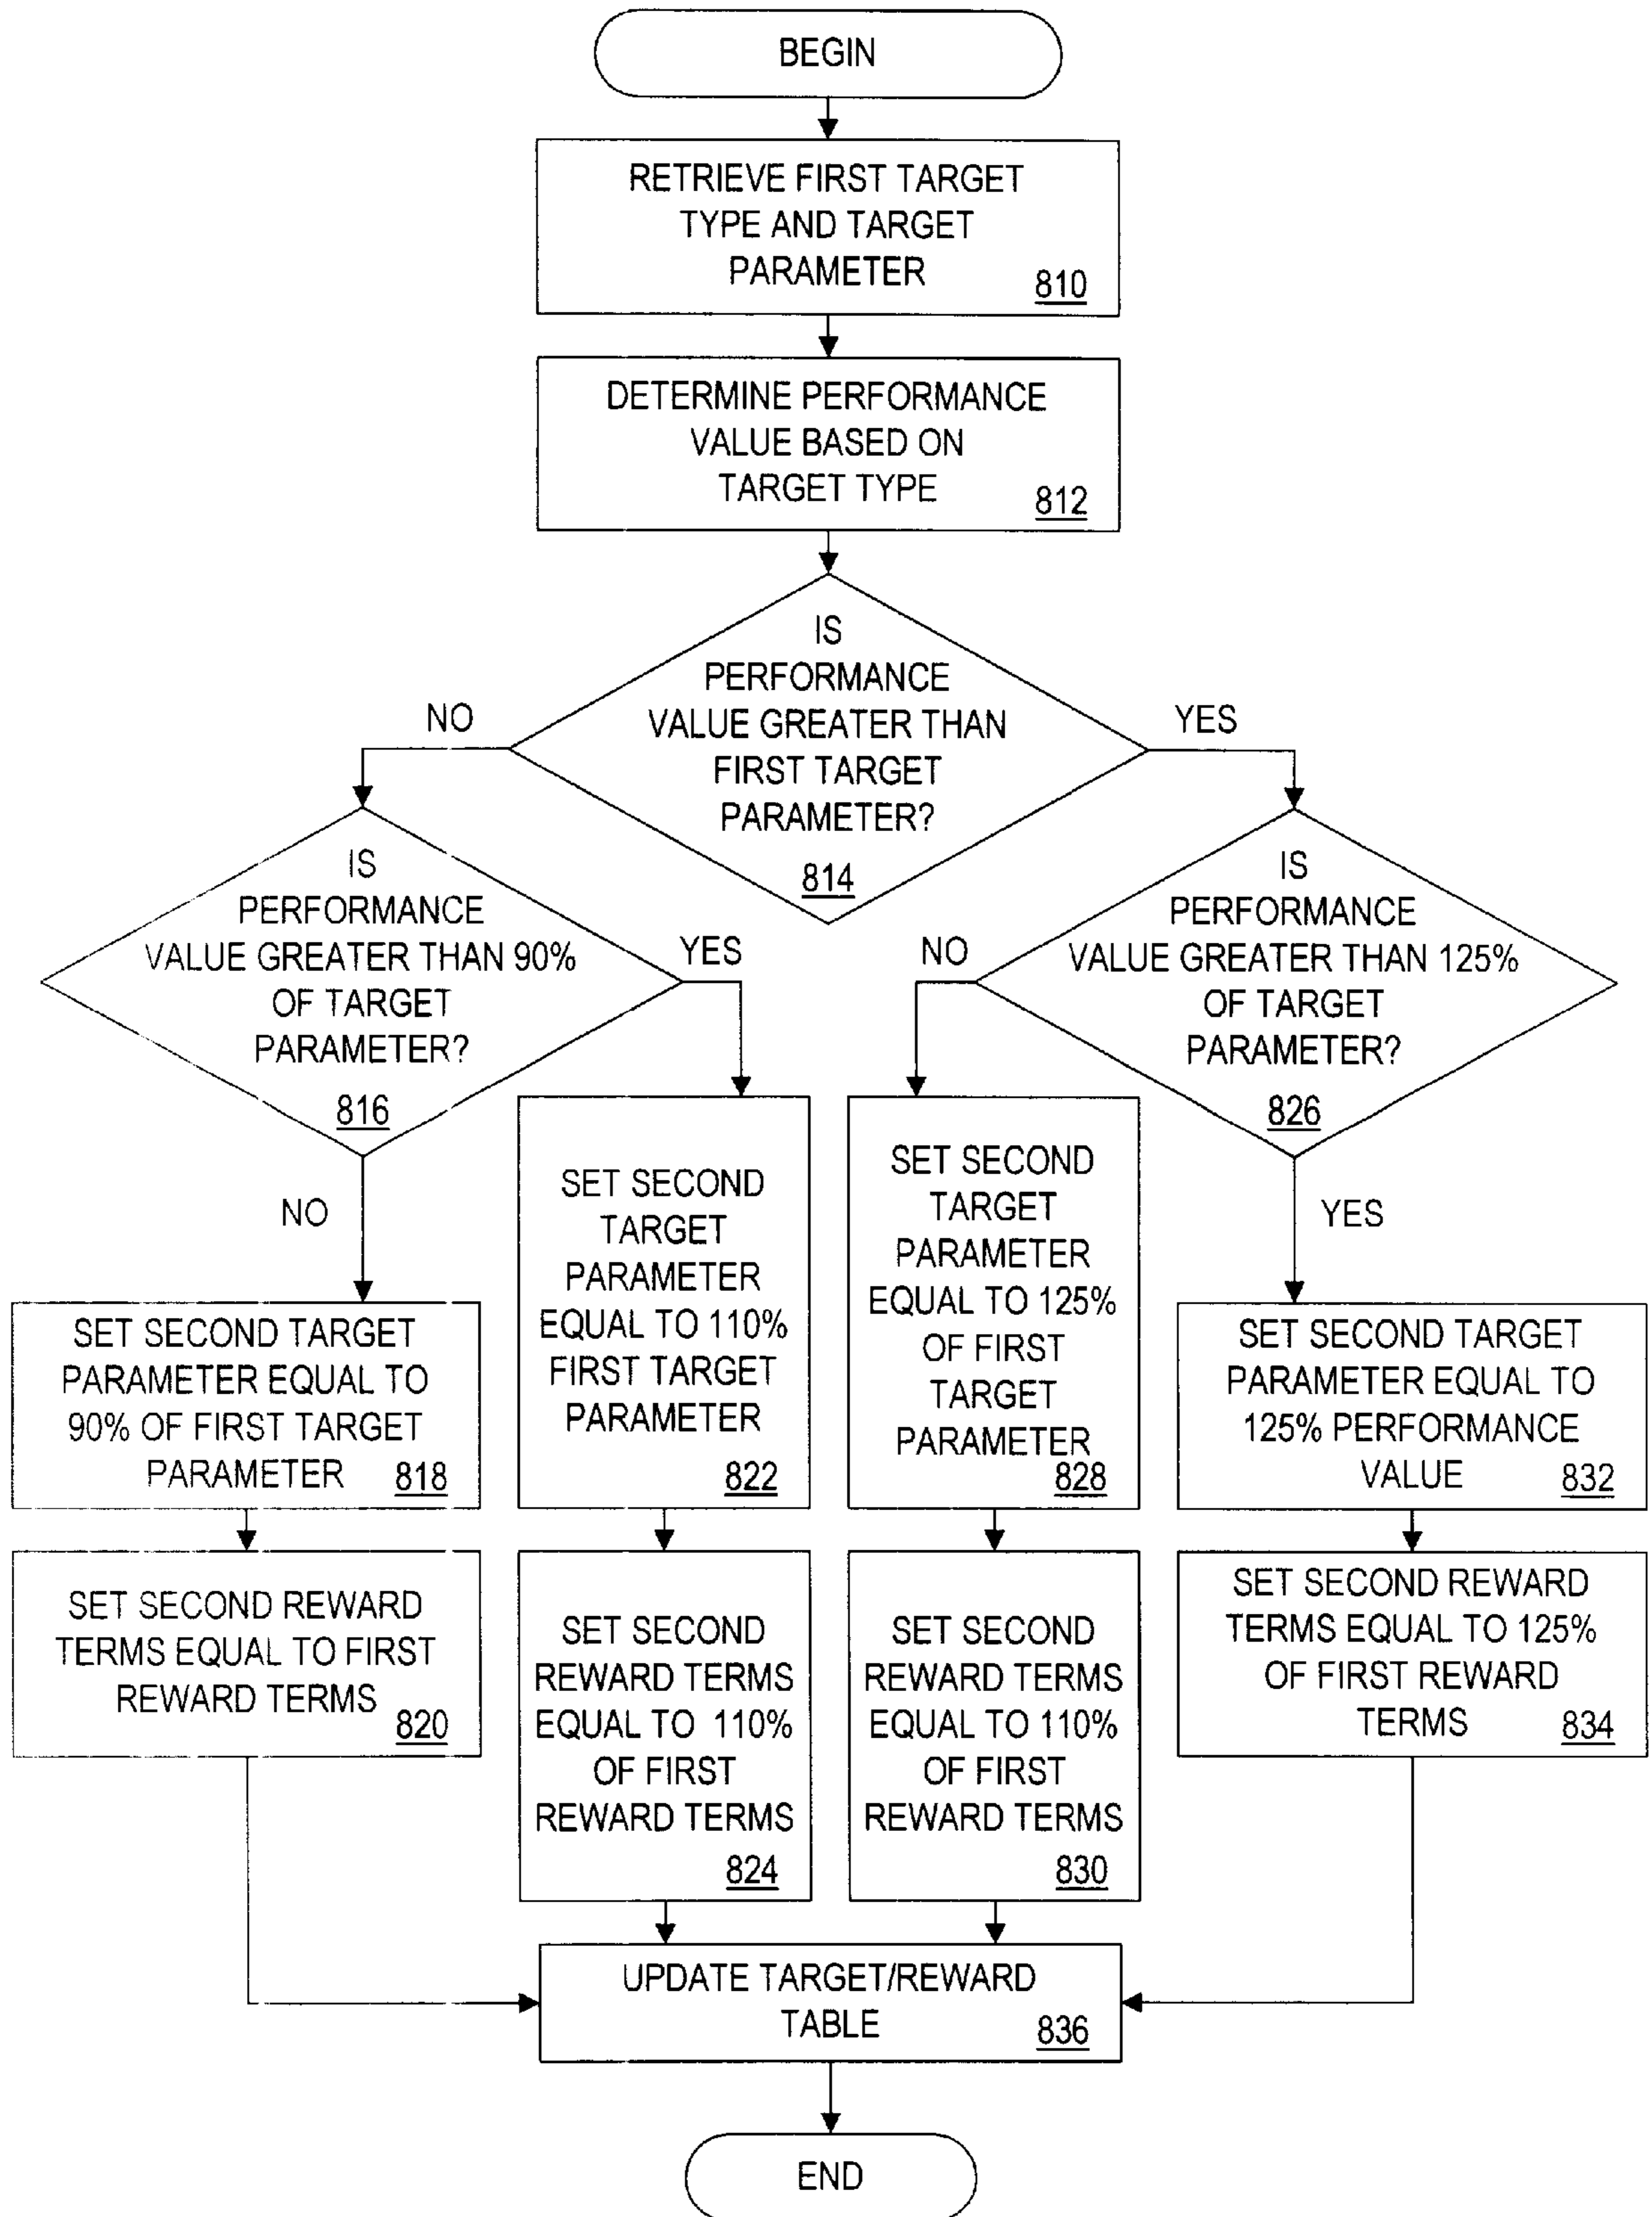 BEGIN
RETRIEVE FIRST TARGET
TYPE AND TARGET
PARAMETER
810
DETERMINE PERFORMANCE
VALUE BASED ON
TARGET TYPE
812
IS
PERFORMANCE
VALUE GREATER THAN
FIRST TARGET
PARAMETER?
814
NO
YES
IS
PERFORMANCE
VALUE GREATER THAN 90%
OF TARGET
PARAMETER?
816
YES
NO
IS
PERFORMANCE
VALUE GREATER THAN 125%
OF TARGET
PARAMETER?
826
NO
YES
SET SECOND TARGET
PARAMETER EQUAL TO
90% OF FIRST TARGET
PARAMETER
818
SET SECOND
TARGET
PARAMETER
EQUAL TO 110%
FIRST TARGET
PARAMETER
822
SET SECOND
TARGET
PARAMETER
EQUAL TO 125%
OF FIRST
TARGET
PARAMETER
828
SET SECOND TARGET
PARAMETER EQUAL TO
125% PERFORMANCE
VALUE
832
SET SECOND REWARD
TERMS EQUAL TO FIRST
REWARD TERMS
820
SET SECOND
REWARD TERMS
EQUAL TO 110%
OF FIRST
REWARD TERMS
824
SET SECOND
REWARD TERMS
EQUAL TO 110%
OF FIRST
REWARD TERMS
830
SET SECOND REWARD
TERMS EQUAL TO 125%
OF FIRST REWARD
TERMS
834
UPDATE TARGET/REWARD
TABLE
836
END